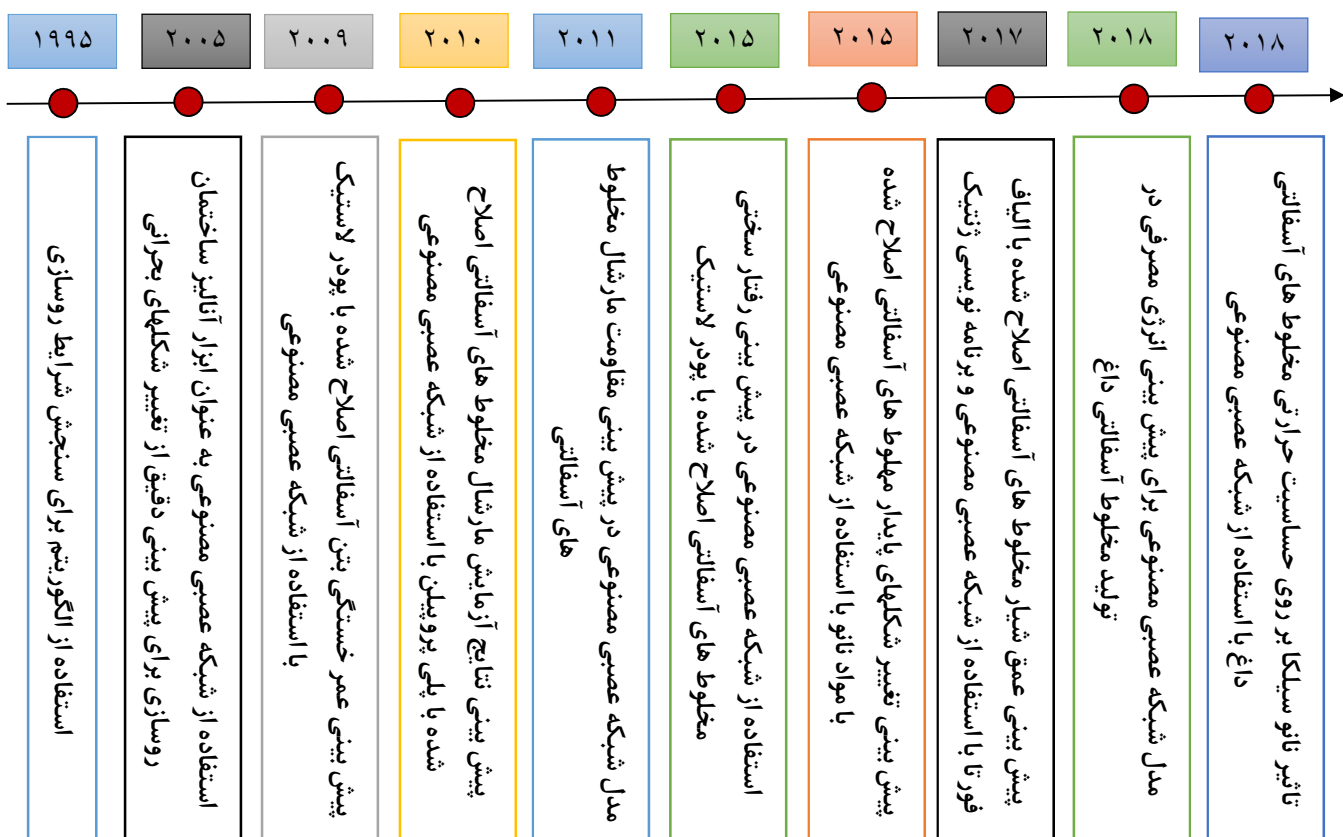 ۱۹۹۵
۲۰۰۵
۲۰۰۹
۲۰۱۰
۲۰۱۱
۲۰۱۵
۲۰۱۵
۲۰۱۷
۲۰۱۸
۲۰۱۸
استفاده از الگوریتم برای سنجش شرایط روسازی
استفاده از شبکه عصبی مصنوعی به عنوان ابزار آنالیز ساختمان
روسازی برای پیش بینی دقیق از تغییر شکلهای بحرانی
پیش بینی عمر خستگی بتن آسفالتی اصلاح شده با پودر لاستیک
با استفاده از شبکه عصبی مصنوعی
پیش بینی نتایج آزمایش مارشال مخلوط های آسفالتی اصلاح
شده با پلی پروپیلن با استفاده از شبکه عصبی مصنوعی
مدل شبکه عصبی مصنوعی در پیش بینی مقاومت مارشال مخلوط
های آسفالتی
استفاده از شبکه عصبی مصنوعی در پیش بینی رفتار سختی
مخلوط های آسفالتی اصلاح شده با پودر لاستیک
پیش بینی تغییر شکلهای پایدار مهلوط های آسفالتی اصلاح شده
با مواد نانو با استفاده از شبکه عصبی مصنوعی
پیش بینی عمق شیار مخلوط های آسفالتی اصلاح شده با الیاف
فورتا با استفاده از شبکه عصبی مصنوعی و برنامه نویسی ژنتیک
مدل شبکه عصبی مصنوعی برای پیش بینی انرژی مصرفی در
تولید مخلوط آسفالتی داغ
تاثیر نانو سیلکا بر روی حساسیت حرارتی مخلوط های آسفالتی
داغ با استفاده از شبکه عصبی مصنوعی